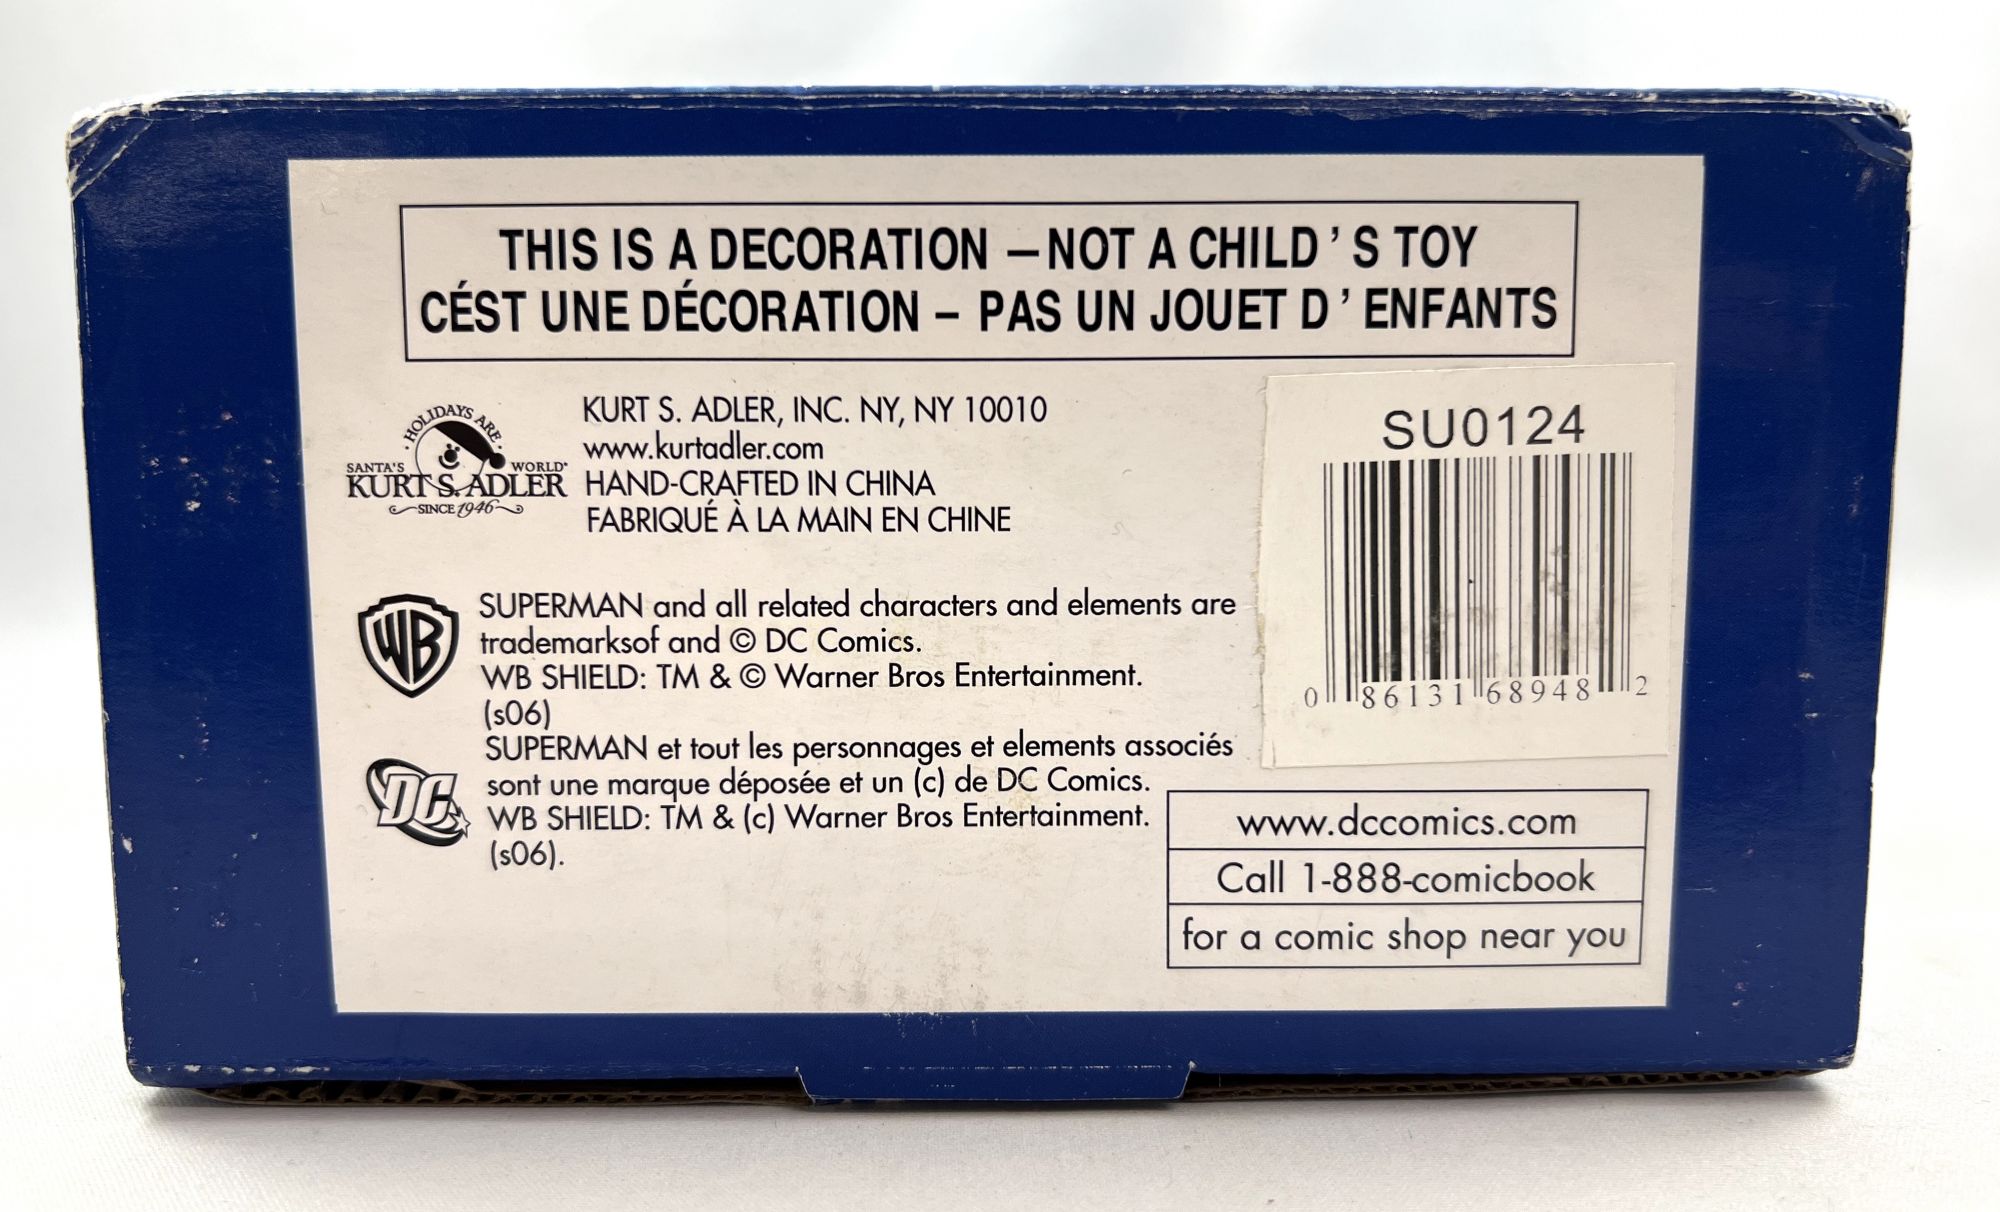 THIS IS A DECORATION – NOT A CHILD ' S TOY
CÉST UNE DÉCORATION – PAS UN JOUET D ' ENFANTS
HOLIDAYS ARE
SANTA'S WORLD
KURT S. ADLER
SINCE 1946
KURT S. ADLER, INC. NY, NY 10010
www.kurtadler.com
HAND-CRAFTED IN CHINA
FABRIQUÉ À LA MAIN EN CHINE
SU0124
0 86131 68948 2
WB
SUPERMAN and all related characters and elements are
trademarksof and © DC Comics.
WB SHIELD: TM & © Warner Bros Entertainment.
(s06)
SUPERMAN et tout les personnages et elements associés
sont une marque déposée et un (c) de DC Comics.
WB SHIELD: TM & (c) Warner Bros Entertainment.
(s06).
DC
www.dccomics.com
Call 1-888-comicbook
for a comic shop near you